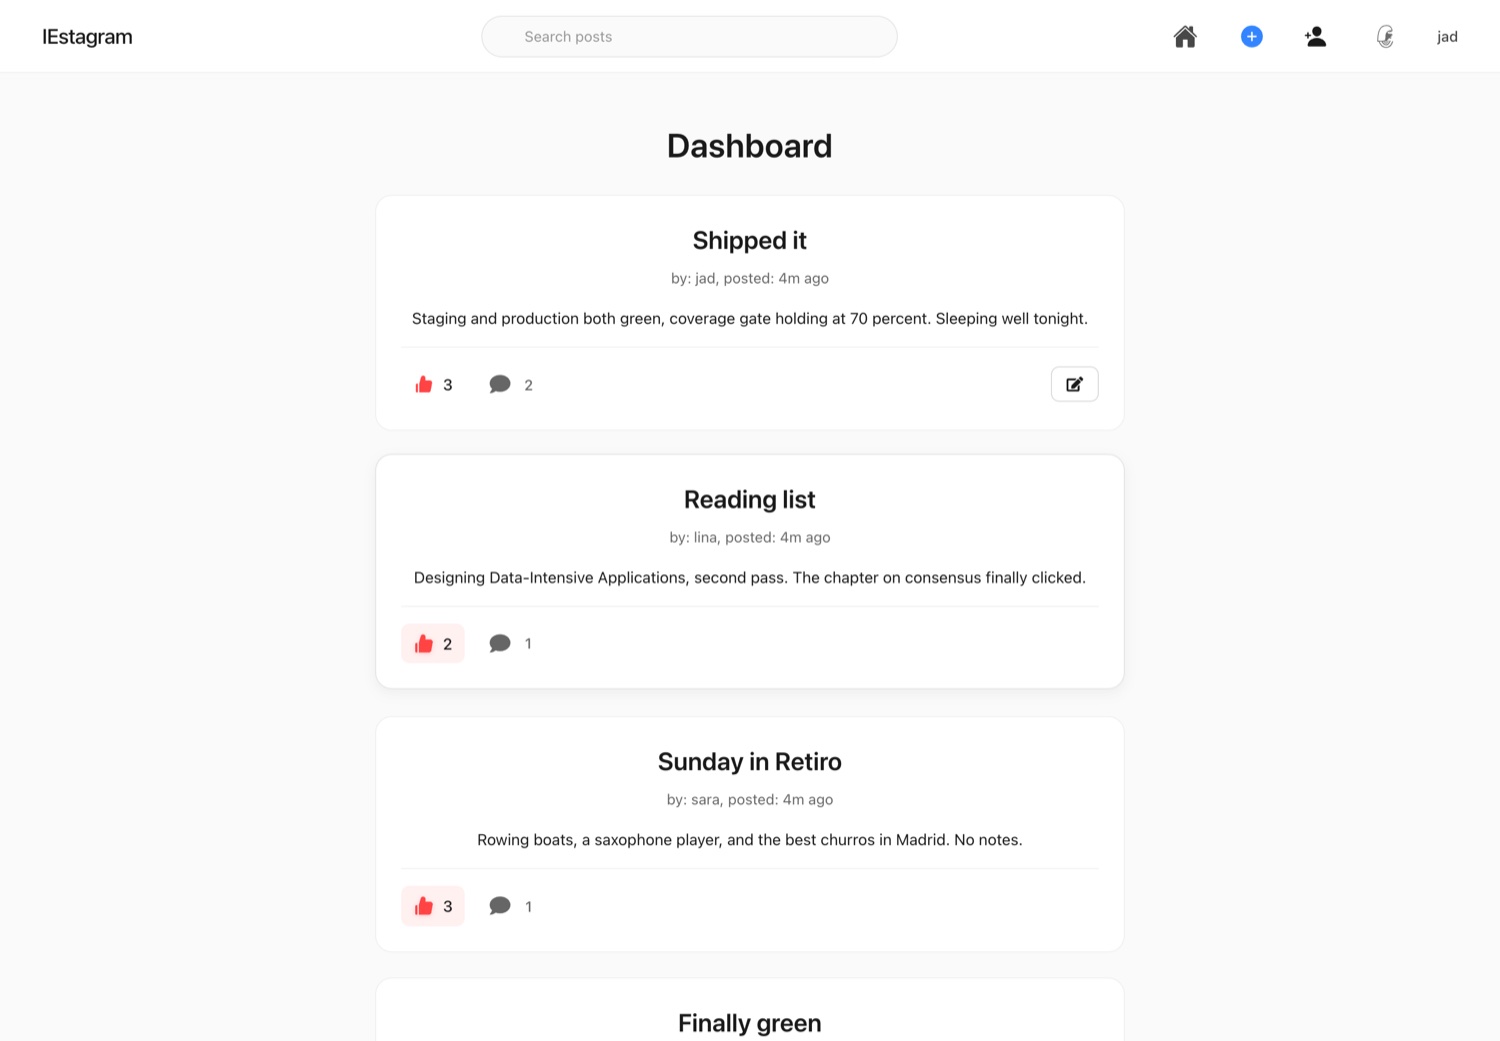 IEstagram
Search posts
jad
Dashboard
Shipped it
by: jad, posted: 4m ago
Staging and production both green, coverage gate holding at 70 percent. Sleeping well tonight.
3
2
Reading list
by: lina, posted: 4m ago
Designing Data-Intensive Applications, second pass. The chapter on consensus finally clicked.
2
1
Sunday in Retiro
by: sara, posted: 4m ago
Rowing boats, a saxophone player, and the best churros in Madrid. No notes.
3
1
Finally green